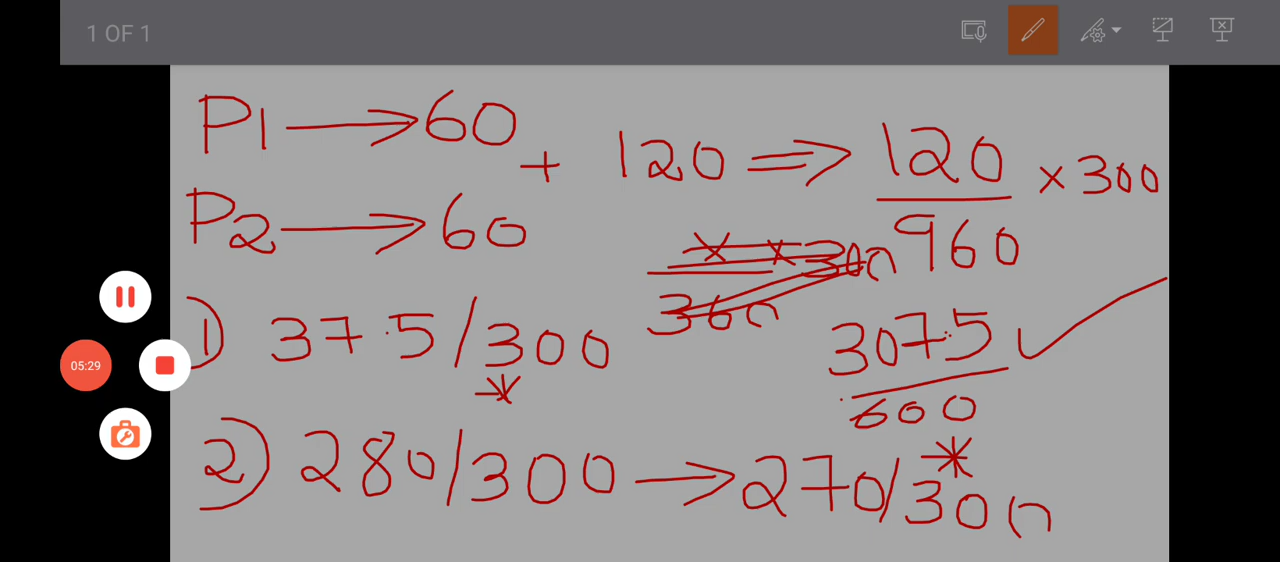 1 OF 1
P1 → 60
+ 120 ⇒ 120/960 × 300
P2 → 60
05:29
1) 37.5/300
*
307.5/600 ✓
2) 280/300 → 270/300
*